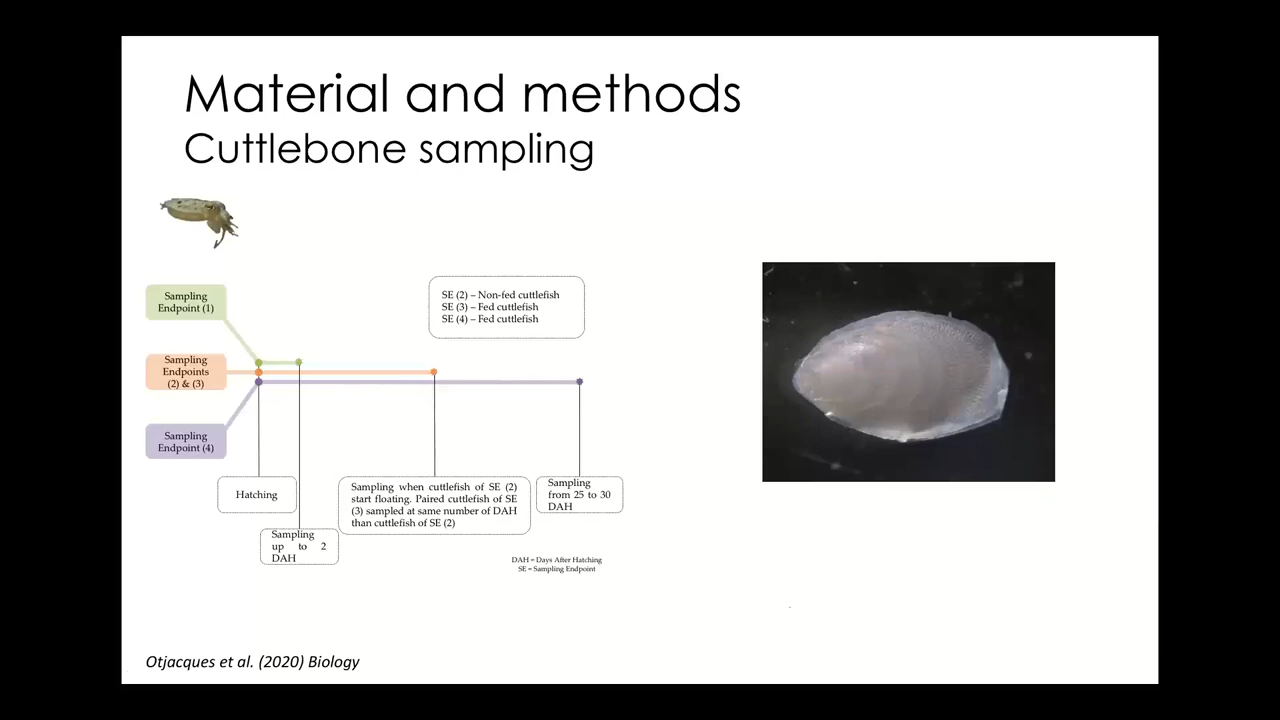 Material and methods
Cuttlebone sampling
Sampling
Endpoint (1)
SE (2) – Non-fed cuttlefish
SE (3) – Fed cuttlefish
SE (4) – Fed cuttlefish
Sampling
Endpoints
(2) & (3)
Sampling
Endpoint (4)
Hatching
Sampling
up to 2
DAH
Sampling when cuttlefish of SE (2)
start floating. Paired cuttlefish of SE
(3) sampled at same number of DAH
than cuttlefish of SE (2)
Sampling
from 25 to 30
DAH
DAH = Days After Hatching
SE = Sampling Endpoint
Otjacques et al. (2020) Biology